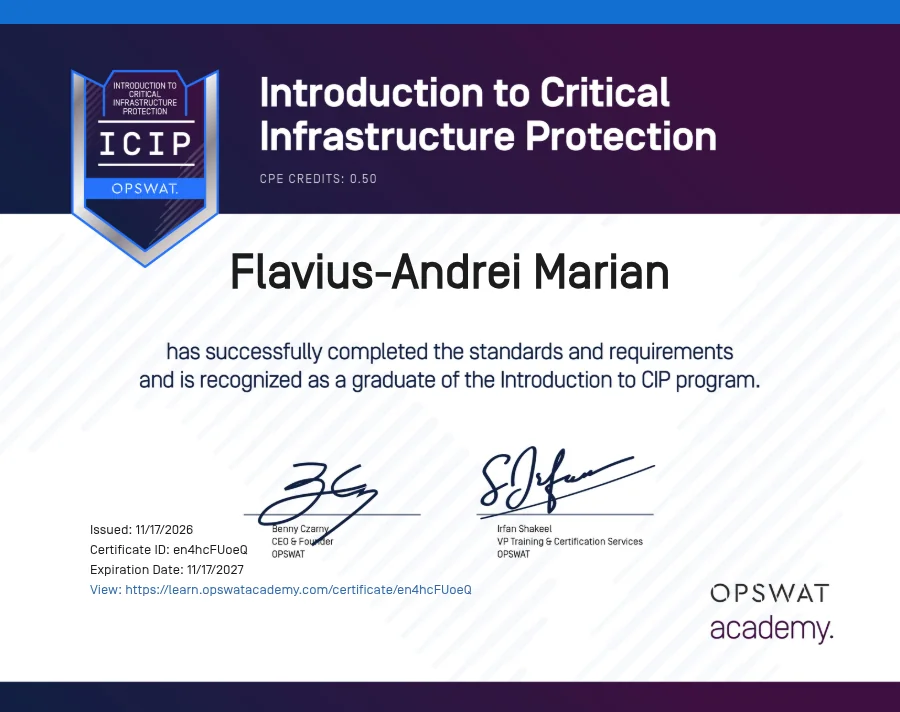 INTRODUCTION TO
CRITICAL
INFRASTRUCTURE
PROTECTION
ICIP
OPSWAT.
Introduction to Critical
Infrastructure Protection
CPE CREDITS: 0.50
Flavius-Andrei Marian
has successfully completed the standards and requirements
and is recognized as a graduate of the Introduction to CIP program.
Benny Czarny
CEO & Founder
OPSWAT
Irfan Shakeel
VP Training & Certification Services
OPSWAT
Issued: 11/17/2026
Certificate ID: en4hcFUoeQ
Expiration Date: 11/17/2027
View: https://learn.opswatacademy.com/certificate/en4hcFUoeQ
OPSWAT
academy.